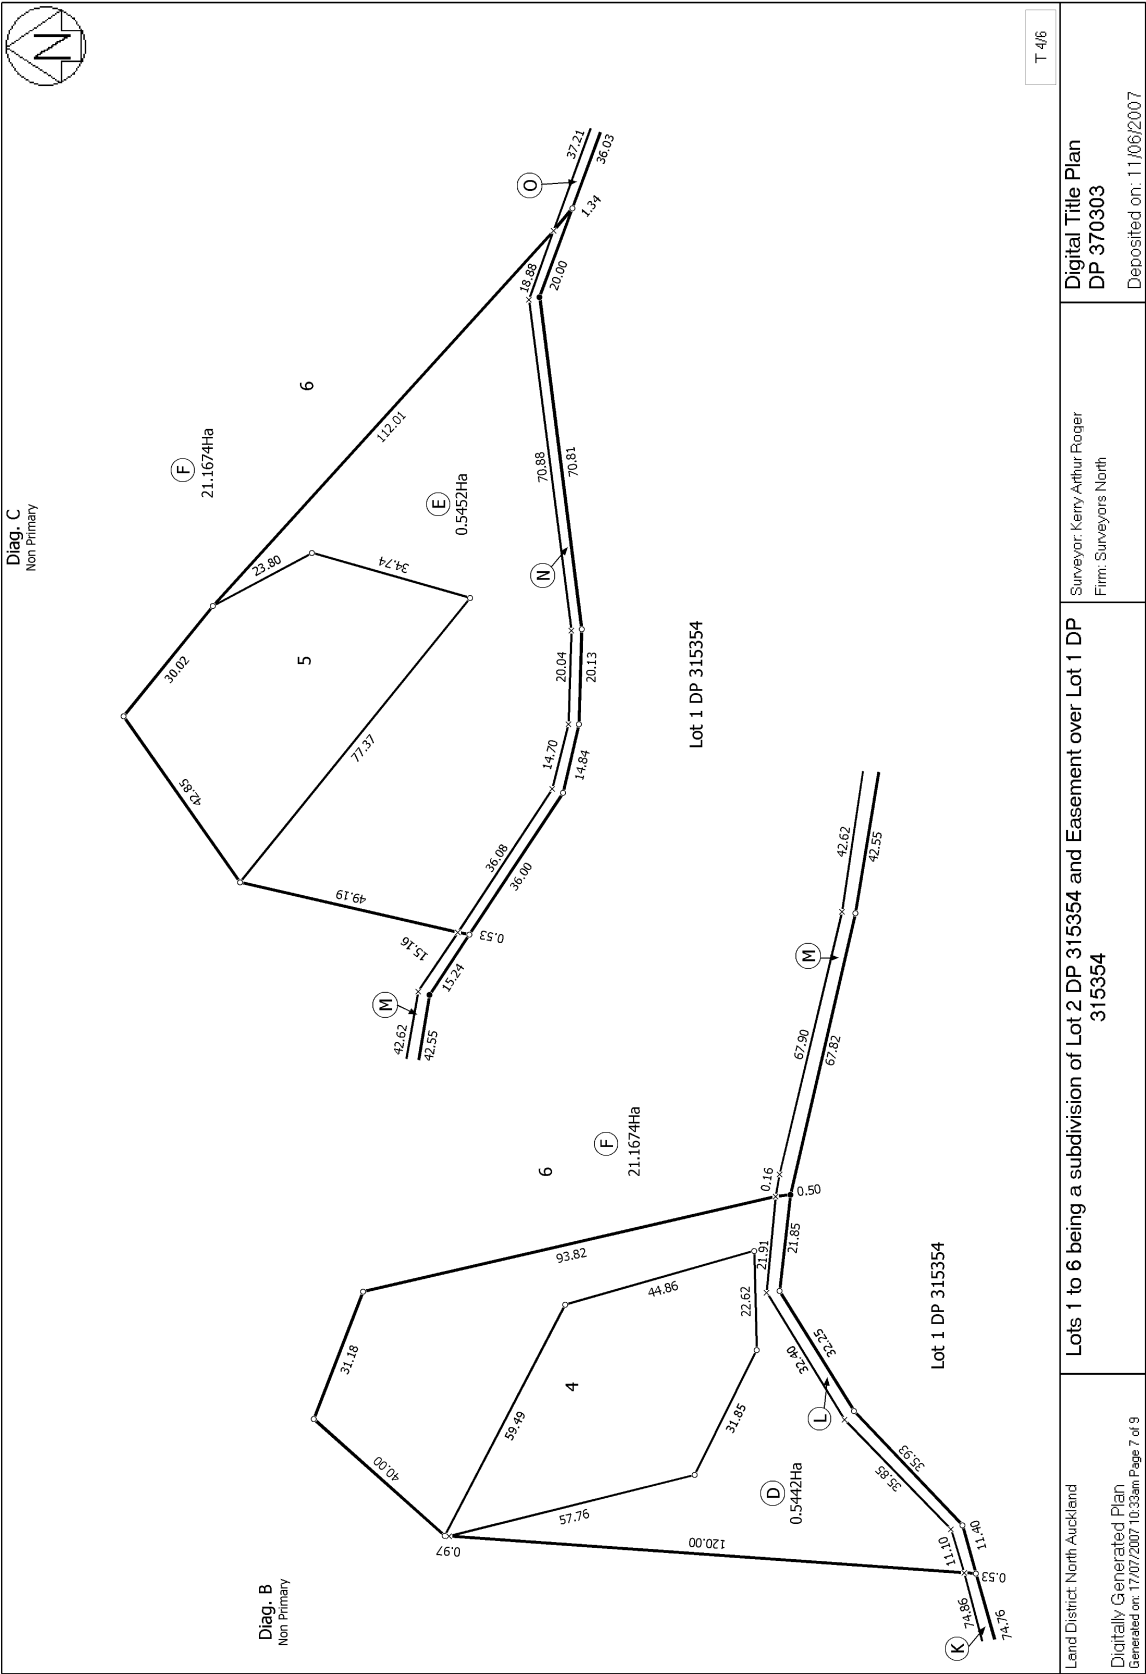 N
T 4/6
Diag. B
Non Primary
40.00
31.18
93.82
0.97
59.49
44.86
22.62
31.85
57.76
120.00
4
D
0.5442Ha
6
F
21.1674Ha
0.16
0.50
21.91
21.85
32.40
32.25
L
35.85
35.93
11.10
11.40
0.53
74.86
74.76
K
67.90
67.82
M
42.62
42.55
Lot 1 DP 315354
Diag. C
Non Primary
F
21.1674Ha
6
30.02
42.85
23.80
34.74
77.37
112.01
5
E
0.5452Ha
49.19
0.53
15.16
15.24
M
42.62
42.55
36.08
36.00
14.70
14.84
20.04
20.13
N
70.88
70.81
18.88
20.00
1.34
O
37.21
36.03
Lot 1 DP 315354
Land District: North Auckland
Digitally Generated Plan
Generated on: 17/07/2007 10:33am Page 7 of 9
Lots 1 to 6 being a subdivision of Lot 2 DP 315354 and Easement over Lot 1 DP
315354
Surveyor: Kerry Arthur Roger
Firm: Surveyors North
Digital Title Plan
DP 370303
Deposited on: 11/06/2007